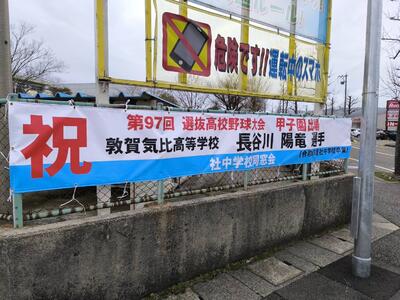 危険です!!運転中のスマホ
祝
第97回 選抜高校野球大会 甲子園出場
敦賀気比高等学校 長谷川 陽竜 選手
社中学校同窓会